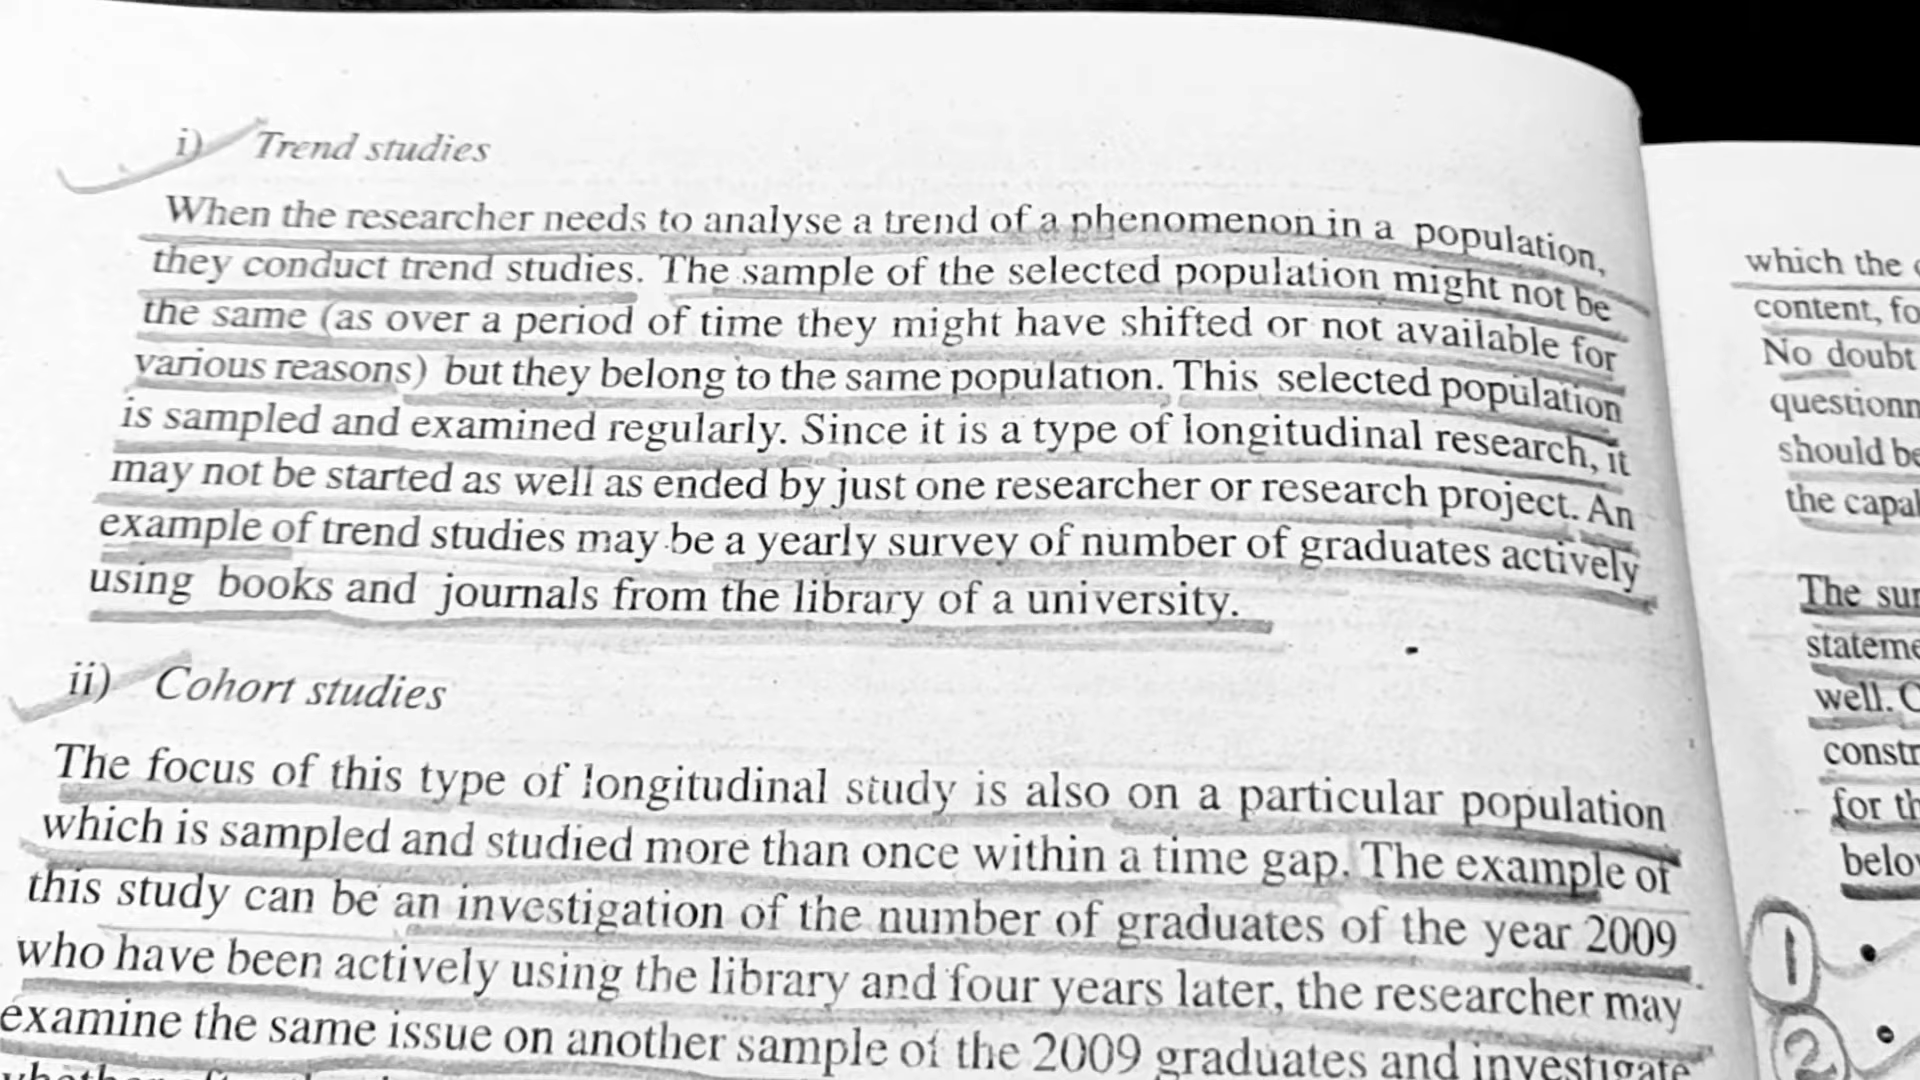 i) Trend studies
When the researcher needs to analyse a trend of a phenomenon in a population,
they conduct trend studies. The sample of the selected population might not be
the same (as over a period of time they might have shifted or not available for
various reasons) but they belong to the same population. This selected population
is sampled and examined regularly. Since it is a type of longitudinal research, it
may not be started as well as ended by just one researcher or research project. An
example of trend studies may be a yearly survey of number of graduates actively
using books and journals from the library of a university.
ii) Cohort studies
The focus of this type of longitudinal study is also on a particular population
which is sampled and studied more than once within a time gap. The example of
this study can be an investigation of the number of graduates of the year 2009
who have been actively using the library and four years later, the researcher may
examine the same issue on another sample of the 2009 graduates and investigate
which the
content,
No doubt
should
the
The
well.
for
1
2